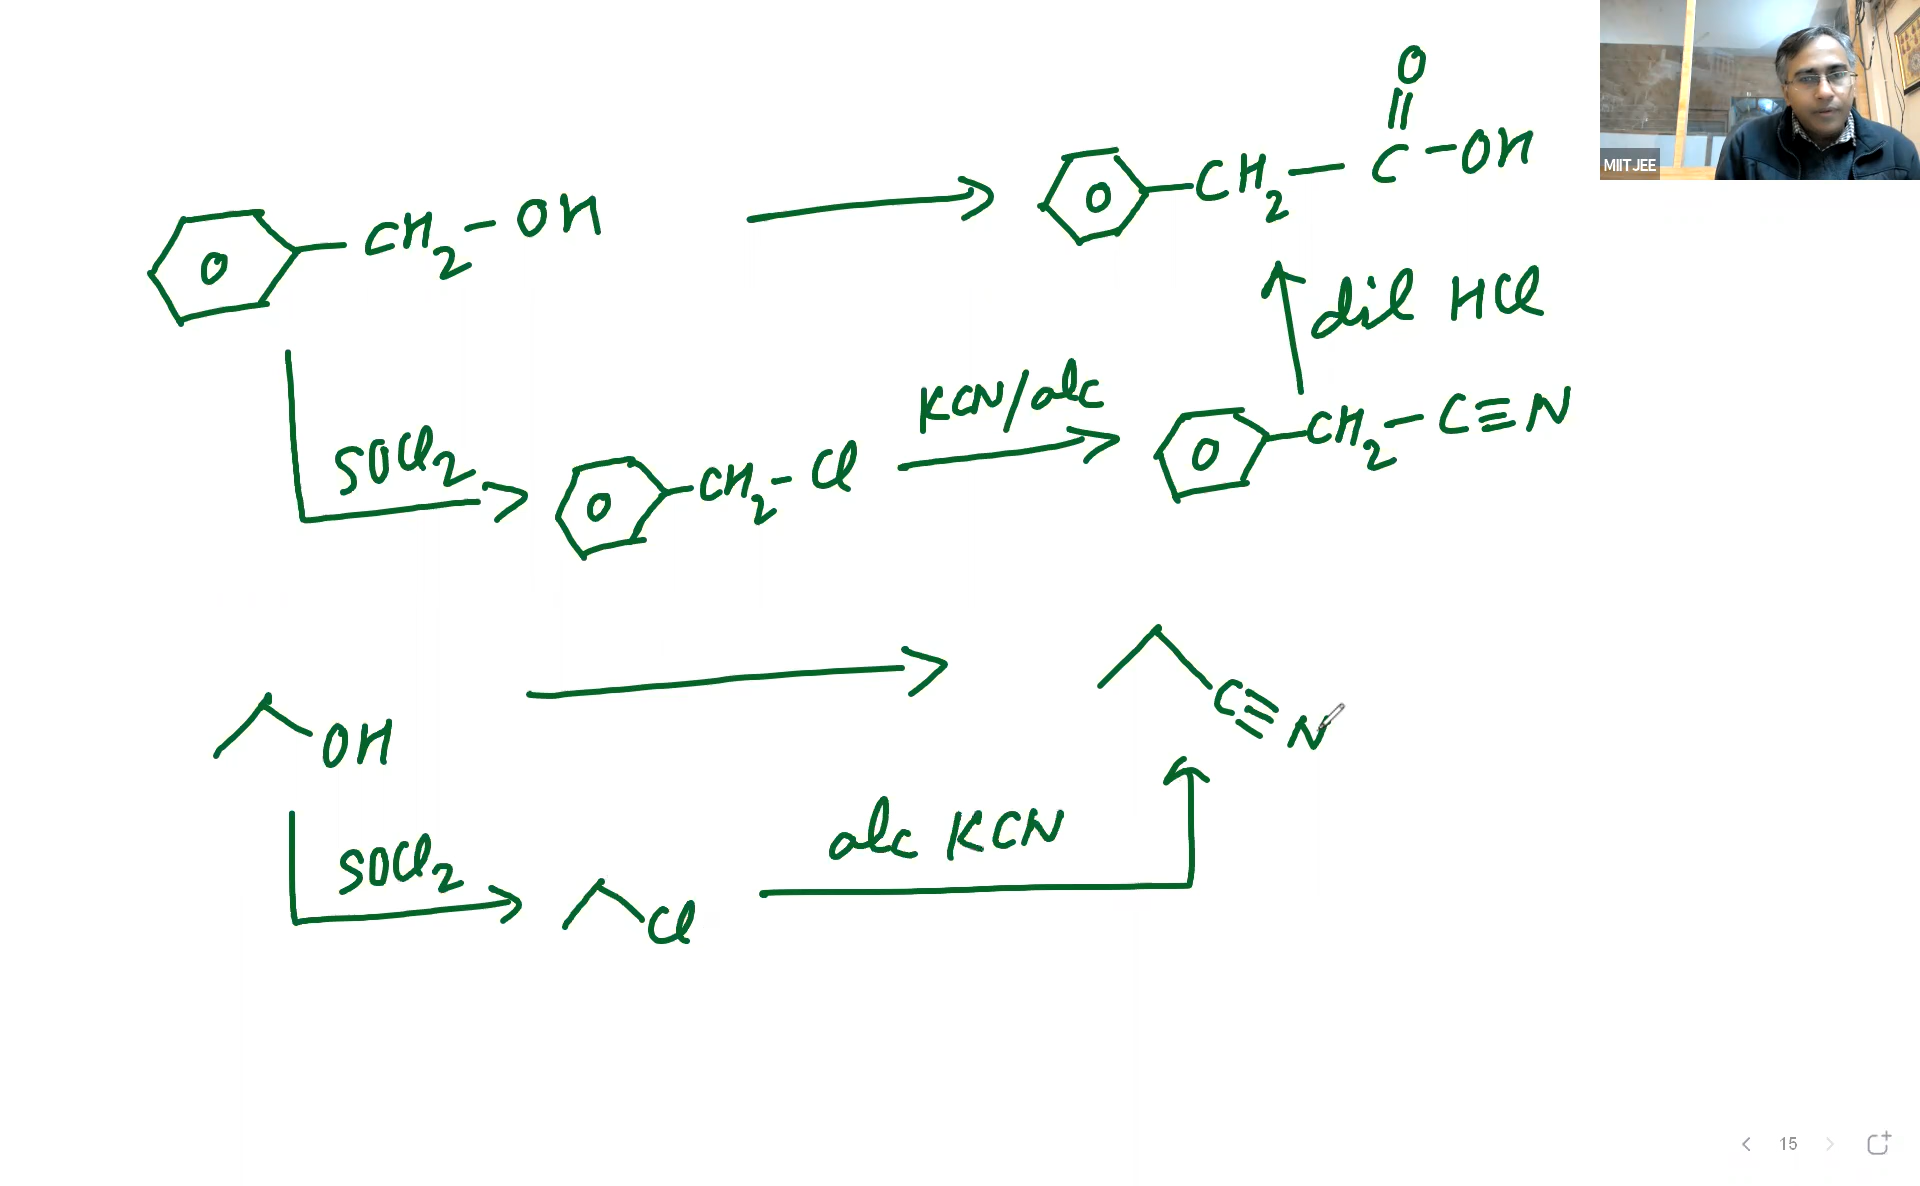 O
||
CH2-OH
CH2-C-OH
MIIT JEE
dil HCl
SOCl2
CH2-Cl
KCN/alc
CH2-C≡N
OH
C≡N
SOCl2
Cl
alc KCN
15